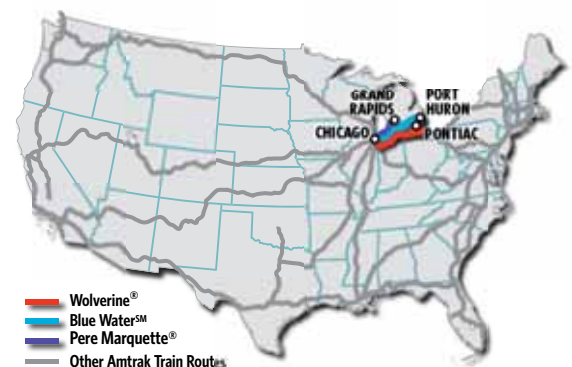 GRAND
RAPIDS
PORT
HURON
CHICAGO
PONTIAC
Wolverine®
Blue Water℠
Pere Marquette®
Other Amtrak Train Routes